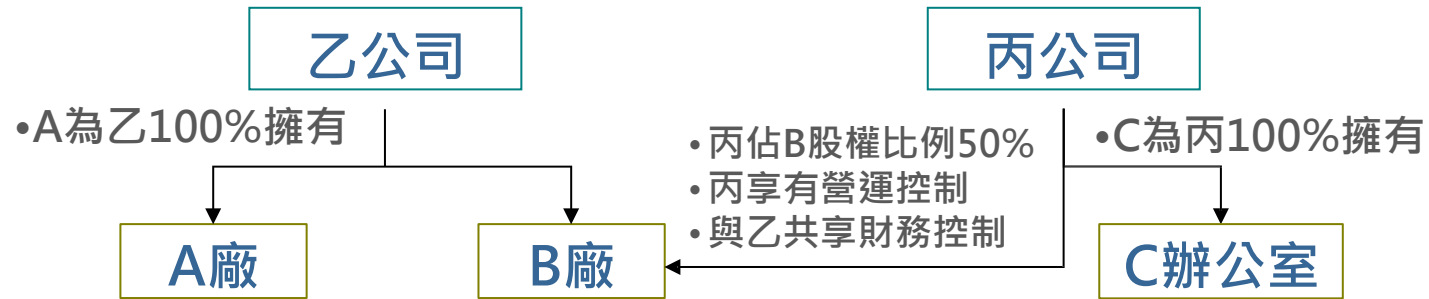 乙公司
丙公司
•A為乙100%擁有
•丙佔B股權比例50%
•丙享有營運控制
•與乙共享財務控制
•C為丙100%擁有
A廠
B廠
C辦公室